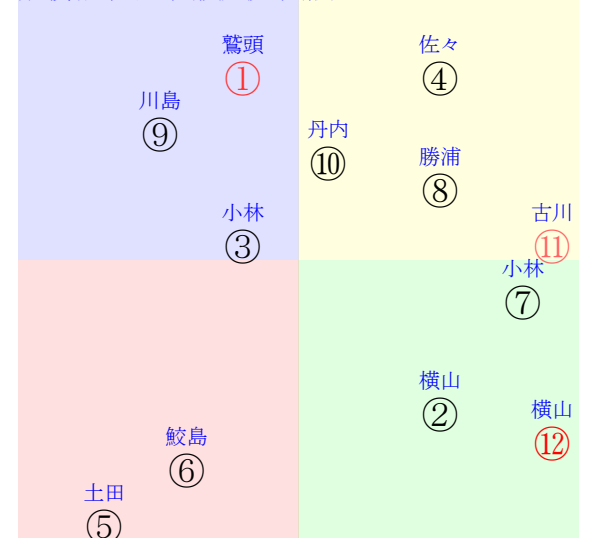 鷲頭
①
佐々
④
川島
⑨
丹内
⑩
勝浦
⑧
小林
③
古川
⑪
小林
⑦
横山
②
横山
⑫
鮫島
⑥
土田
⑤